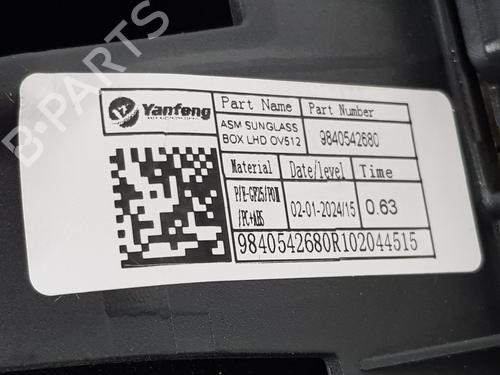 Yanfeng
Part Name
Part Number
ASM SUNGLASS
BOX LHD OV512
9840542680
Material
Date/level
Time
P/E-GF25/POM
/PC+ABS
02-01-2024/15
0.63
9840542680R102044515
B-PARTS